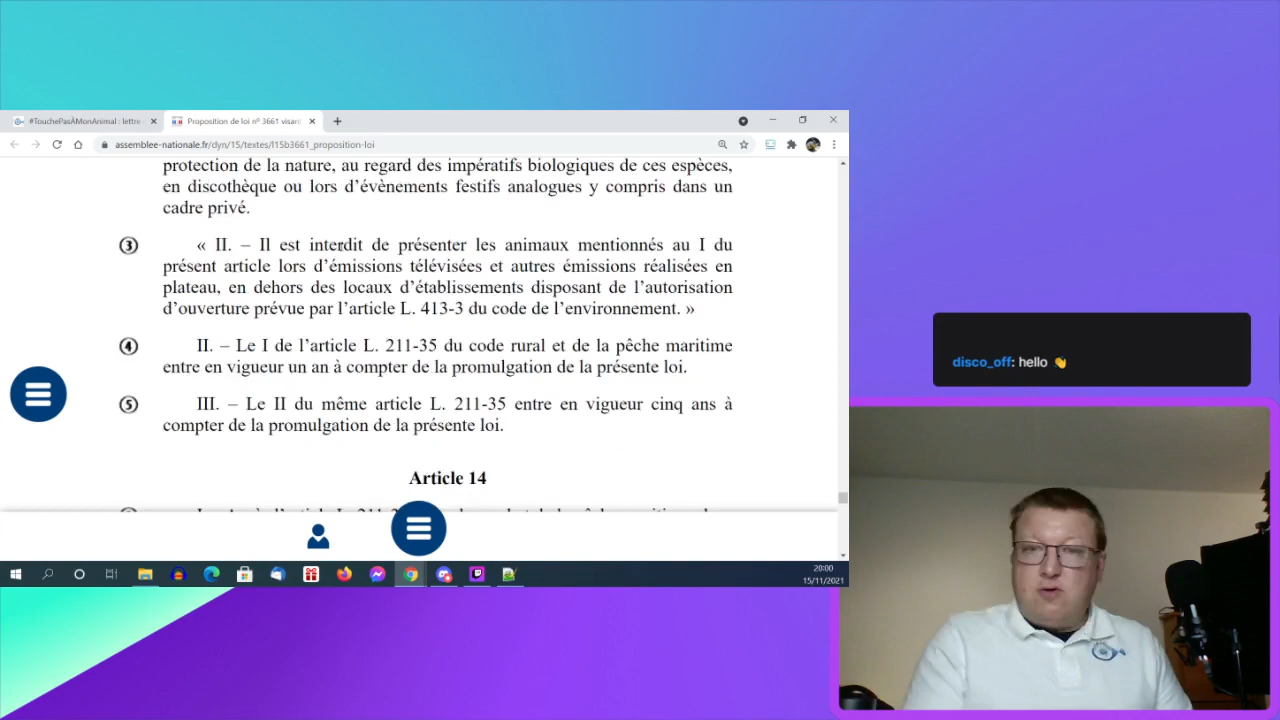 #TouchePasÀMonAnimal : lettre
Proposition de loi n° 3661 visan
assemblee-nationale.fr/dyn/15/textes/l15b3661_proposition-loi
protection de la nature, au regard des impératifs biologiques de ces espèces,
en discothèque ou lors d’évènements festifs analogues y compris dans un
cadre privé.
③ « II. – Il est interdit de présenter les animaux mentionnés au I du
présent article lors d’émissions télévisées et autres émissions réalisées en
plateau, en dehors des locaux d’établissements disposant de l’autorisation
d’ouverture prévue par l’article L. 413-3 du code de l’environnement. »
④ II. – Le I de l’article L. 211-35 du code rural et de la pêche maritime
entre en vigueur un an à compter de la promulgation de la présente loi.
⑤ III. – Le II du même article L. 211-35 entre en vigueur cinq ans à
compter de la promulgation de la présente loi.
Article 14
20:00
15/11/2021
disco_off: hello 👏